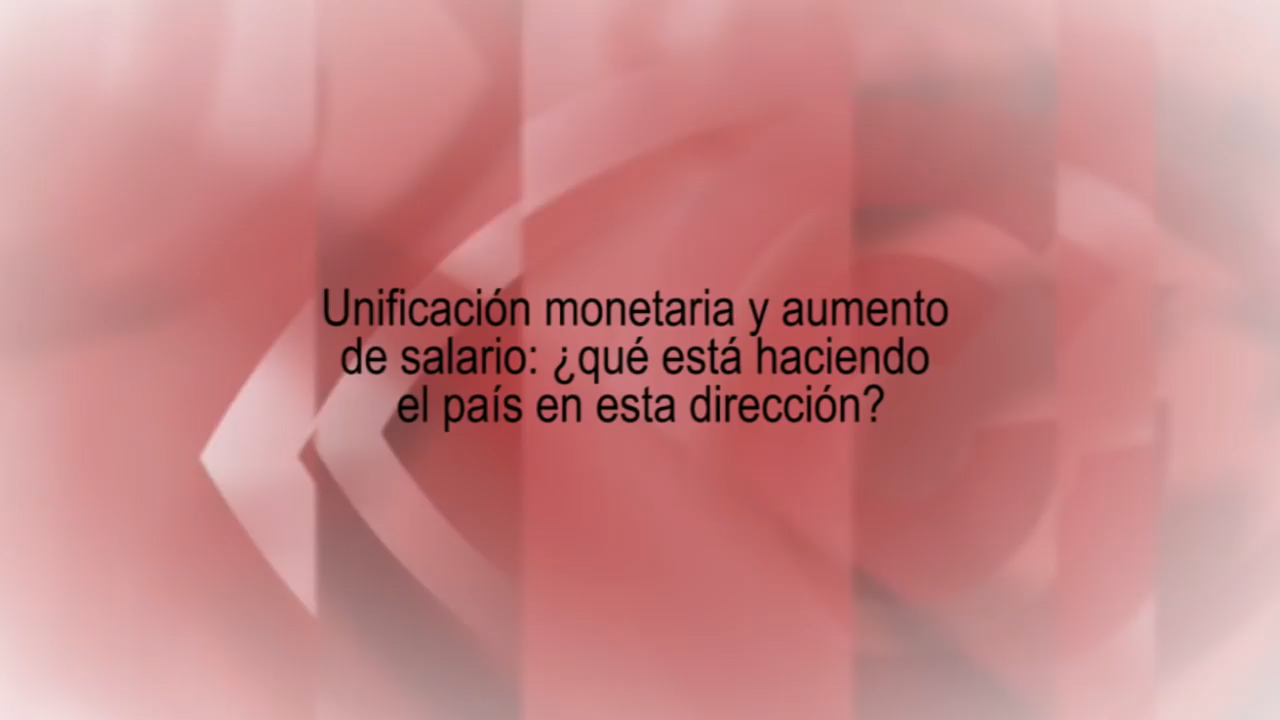 Unificación monetaria y aumento
de salario: ¿qué está haciendo
el país en esta dirección?